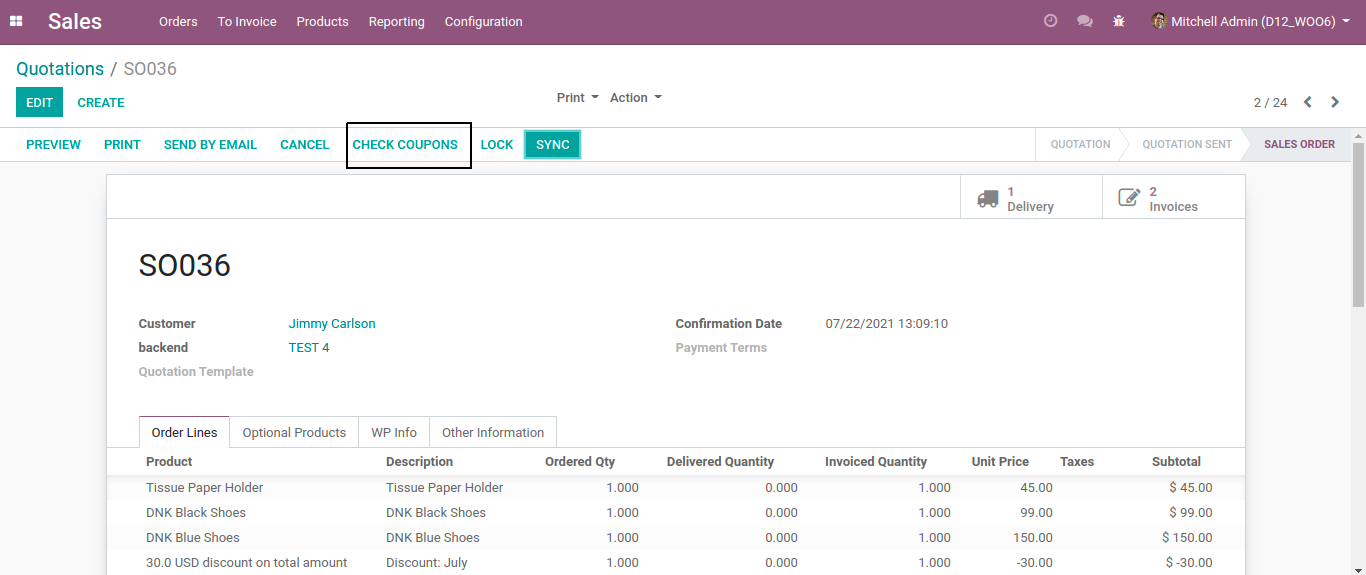 Sales Orders To Invoice Products Reporting Configuration Mitchell Admin (D12_WOO6)
Quotations / SO036
EDIT CREATE Print Action 2 / 24
PREVIEW PRINT SEND BY EMAIL CANCEL CHECK COUPONS LOCK SYNC QUOTATION QUOTATION SENT SALES ORDER
1 Delivery 2 Invoices
SO036
Customer Jimmy Carlson Confirmation Date 07/22/2021 13:09:10
backend TEST 4 Payment Terms
Quotation Template
Order Lines Optional Products WP Info Other Information
Product Description Ordered Qty Delivered Quantity Invoiced Quantity Unit Price Taxes Subtotal
Tissue Paper Holder Tissue Paper Holder 1.000 0.000 1.000 45.00 $ 45.00
DNK Black Shoes DNK Black Shoes 1.000 0.000 1.000 99.00 $ 99.00
DNK Blue Shoes DNK Blue Shoes 1.000 0.000 1.000 150.00 $ 150.00
30.0 USD discount on total amount Discount: July 1.000 0.000 1.000 -30.00 $ -30.00